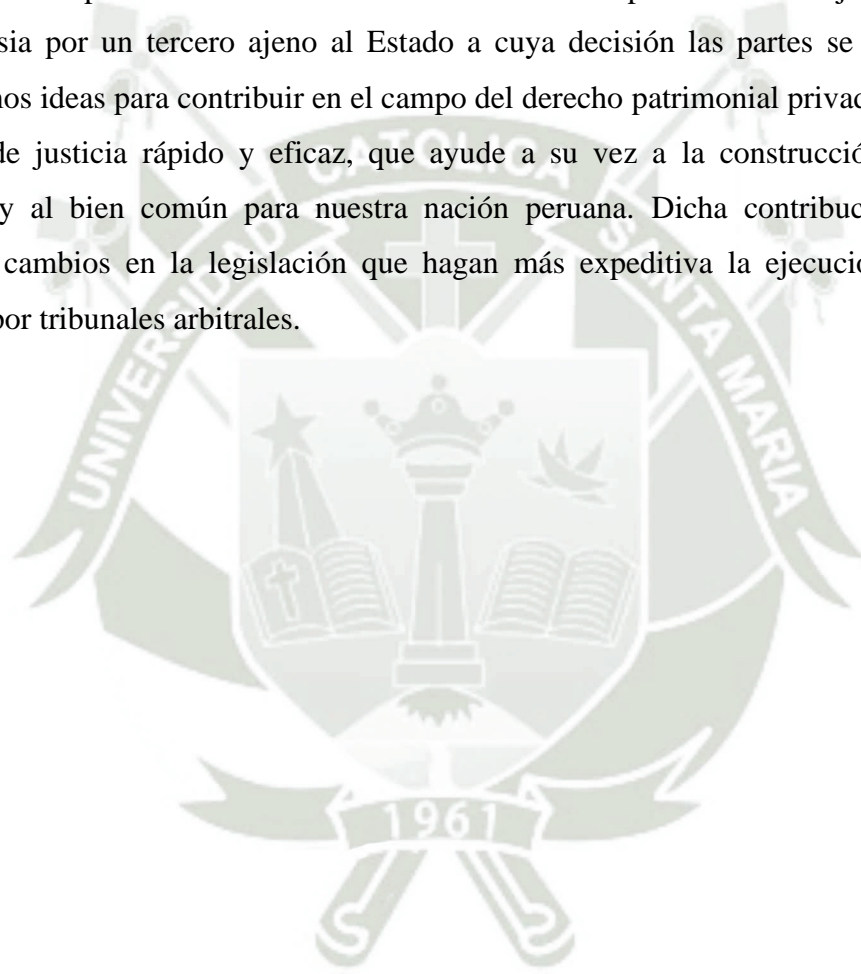 sia por un tercero ajeno al Estado a cuya decisión las partes se
nos ideas para contribuir en el campo del derecho patrimonial privad
de justicia rápido y eficaz, que ayude a su vez a la construcció
y al bien común para nuestra nación peruana. Dicha contribuc
cambios en la legislación que hagan más expeditiva la ejecució
por tribunales arbitrales.
UNIVERSIDAD CATOLICA SANTA MARIA
1961